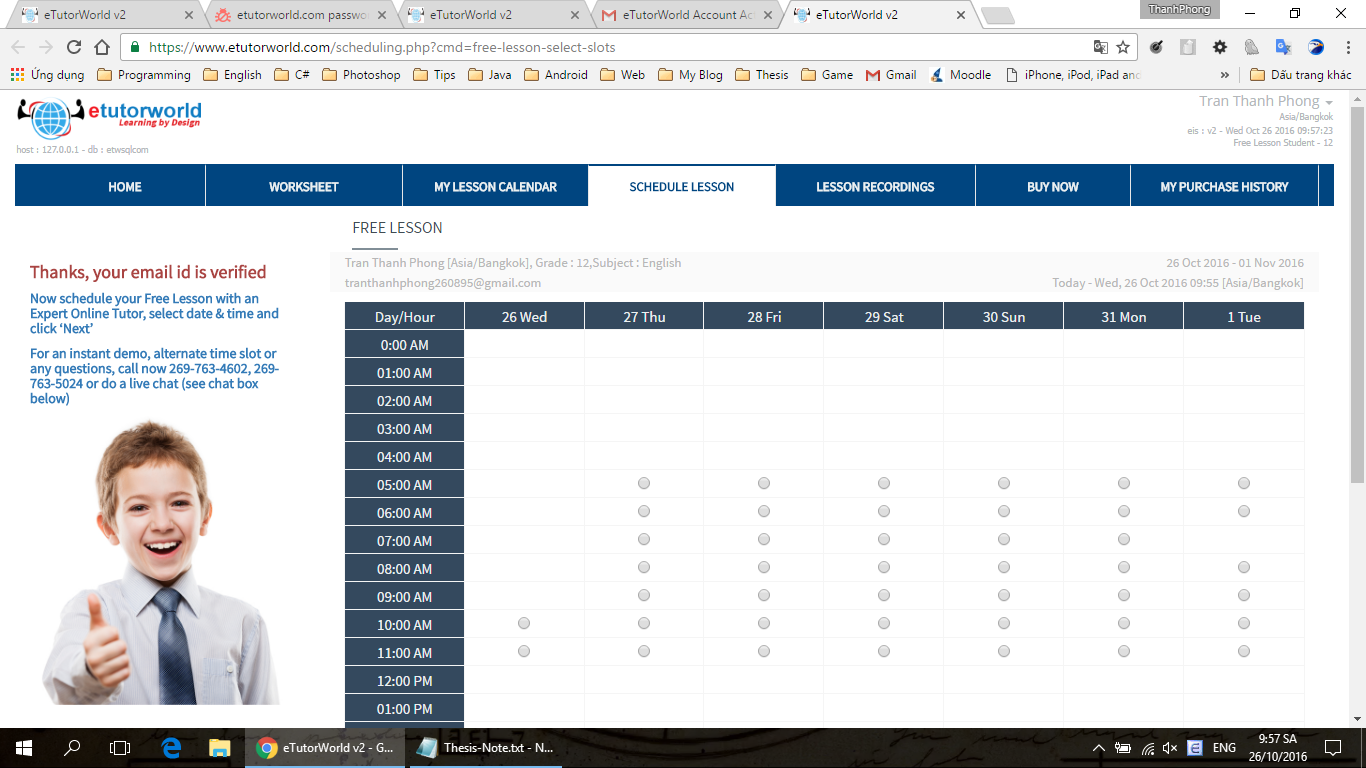 eTutorWorld v2
etutorworld.com passwo
eTutorWorld v2
eTutorWorld Account Ac
eTutorWorld v2
ThanhPhong
https://www.etutorworld.com/scheduling.php?cmd=free-lesson-select-slots
Ứng dụng Programming English C# Photoshop Tips Java Android Web My Blog Thesis Game Gmail Moodle iPhone, iPod, iPad and » Dấu trang khác
etutorworld
Learning by Design
host : 127.0.0.1 - db : etwsqlcom
Tran Thanh Phong
Asia/Bangkok
eis : v2 - Wed Oct 26 2016 09:57:23
Free Lesson Student - 12
HOME WORKSHEET MY LESSON CALENDAR SCHEDULE LESSON LESSON RECORDINGS BUY NOW MY PURCHASE HISTORY
Thanks, your email id is verified
Now schedule your Free Lesson with an
Expert Online Tutor, select date & time and
click ‘Next’
For an instant demo, alternate time slot or
any questions, call now 269-763-4602, 269-
763-5024 or do a live chat (see chat box
below)
FREE LESSON
Tran Thanh Phong [Asia/Bangkok], Grade : 12,Subject : English
26 Oct 2016 - 01 Nov 2016
tranthanhphong260895@gmail.com
Today - Wed, 26 Oct 2016 09:55 [Asia/Bangkok]
Day/Hour 26 Wed 27 Thu 28 Fri 29 Sat 30 Sun 31 Mon 1 Tue
0:00 AM
01:00 AM
02:00 AM
03:00 AM
04:00 AM
05:00 AM
06:00 AM
07:00 AM
08:00 AM
09:00 AM
10:00 AM
11:00 AM
12:00 PM
01:00 PM
eTutorWorld v2 - G...
Thesis-Note.txt - N...
ENG
9:57 SA
26/10/2016